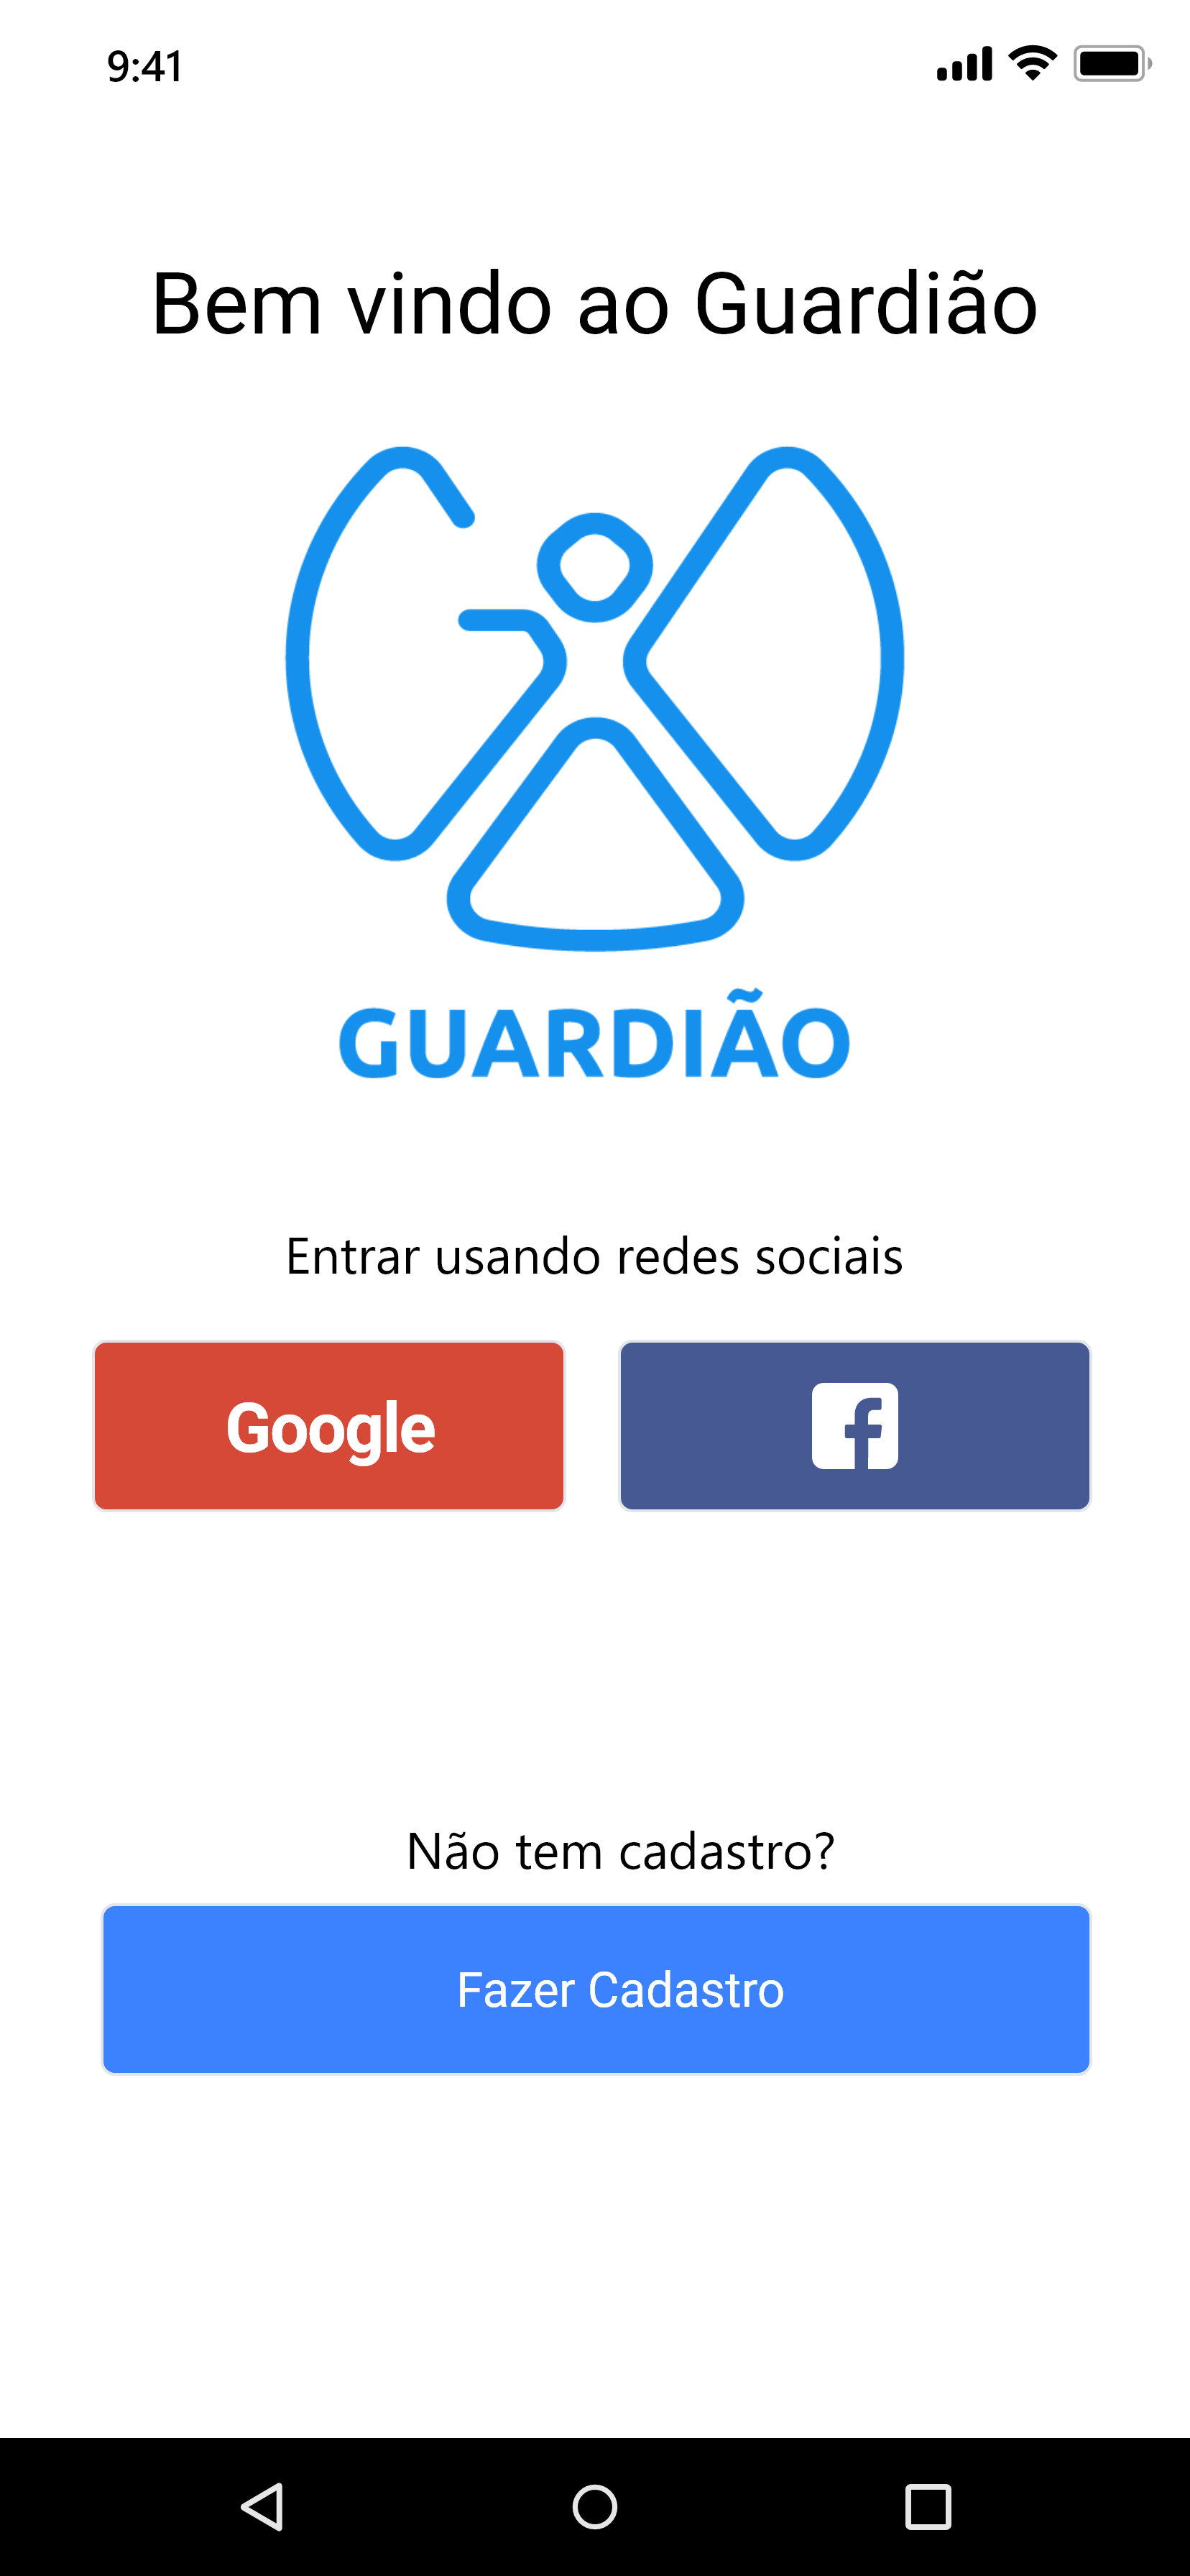 9:41
Bem vindo ao Guardião
GUARDIÃO
Entrar usando redes sociais
Google
Não tem cadastro?
Fazer Cadastro